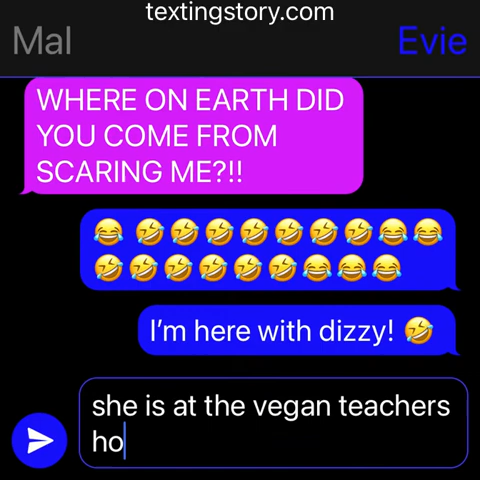 textingstory.com
Mal
Evie
WHERE ON EARTH DID
YOU COME FROM
SCARING ME?!!
😂 🤣🤣🤣🤣🤣🤣🤣😂😂
🤣🤣🤣🤣🤣🤣😂😂😂
I'm here with dizzy! 🤣
she is at the vegan teachers
ho